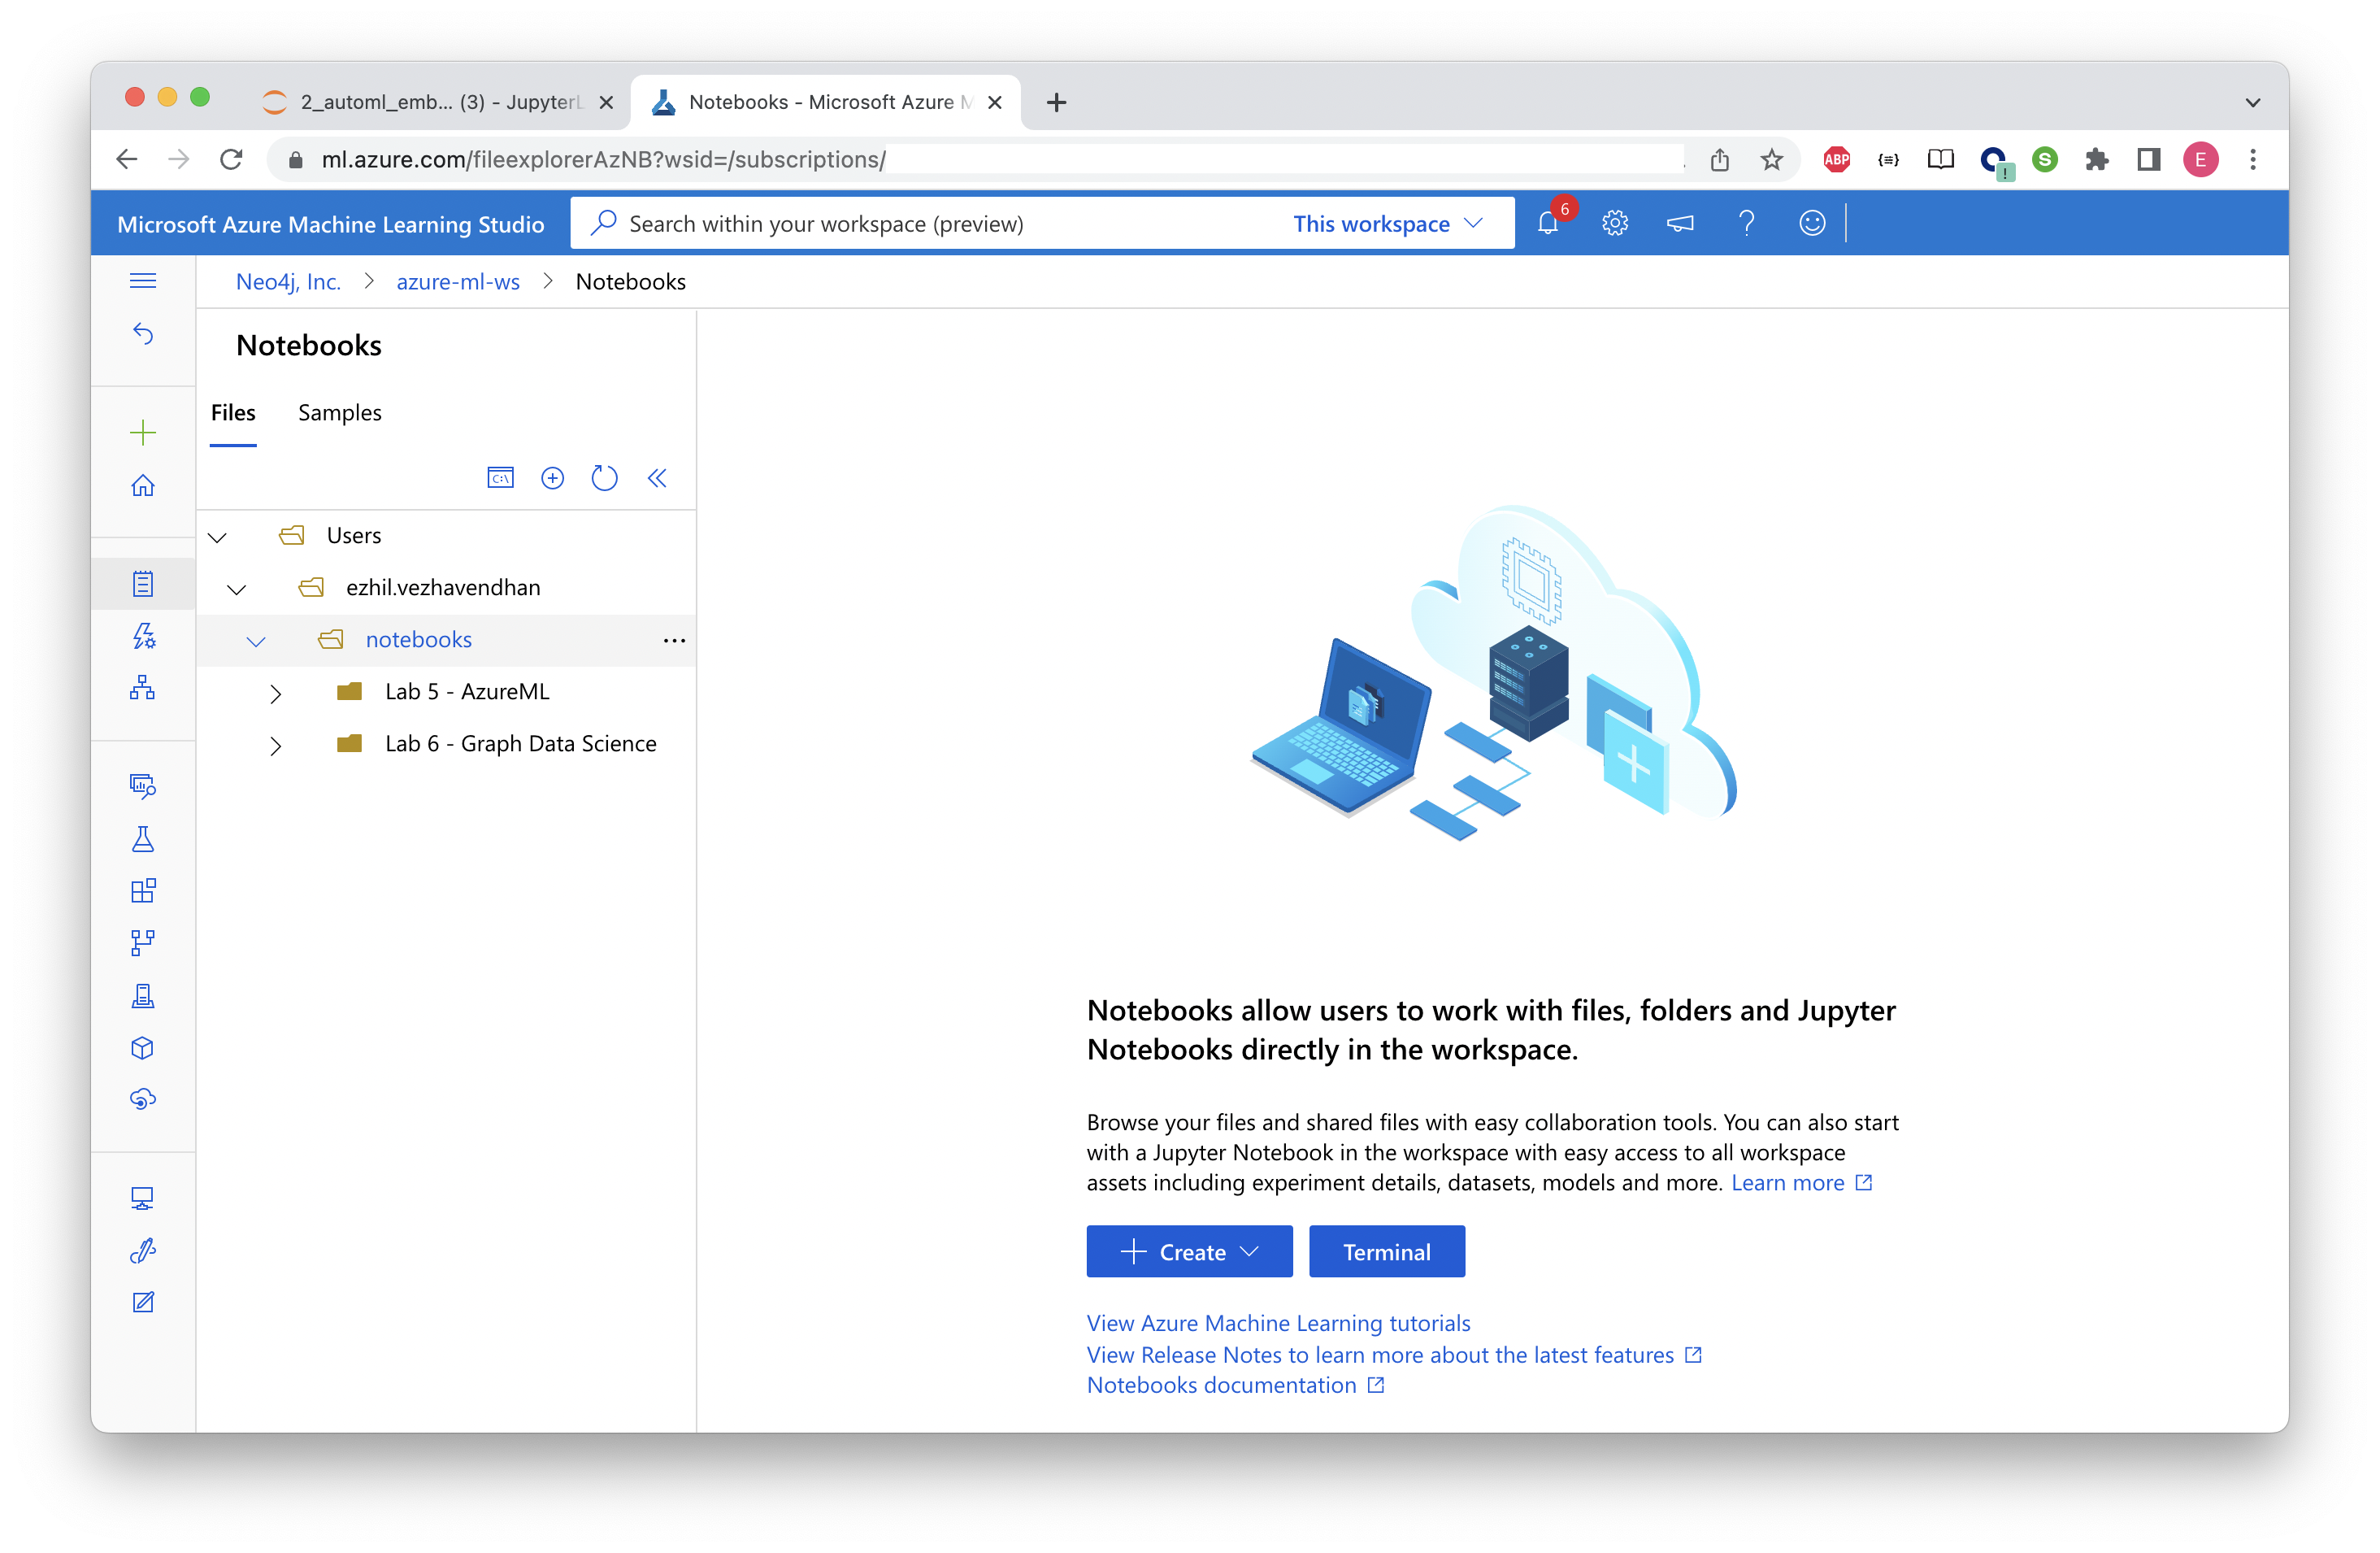 2_automl_emb... (3) - JupyterL
Notebooks - Microsoft Azure M
ml.azure.com/fileexplorerAzNB?wsid=/subscriptions/
ABP
S
E
Microsoft Azure Machine Learning Studio
Search within your workspace (preview)
This workspace
6
Neo4j, Inc. > azure-ml-ws > Notebooks
Notebooks
Files
Samples
C:\
Users
ezhil.vezhavendhan
notebooks
...
Lab 5 - AzureML
Lab 6 - Graph Data Science
Notebooks allow users to work with files, folders and Jupyter
Notebooks directly in the workspace.
Browse your files and shared files with easy collaboration tools. You can also start
with a Jupyter Notebook in the workspace with easy access to all workspace
assets including experiment details, datasets, models and more. Learn more
Create
Terminal
View Azure Machine Learning tutorials
View Release Notes to learn more about the latest features
Notebooks documentation